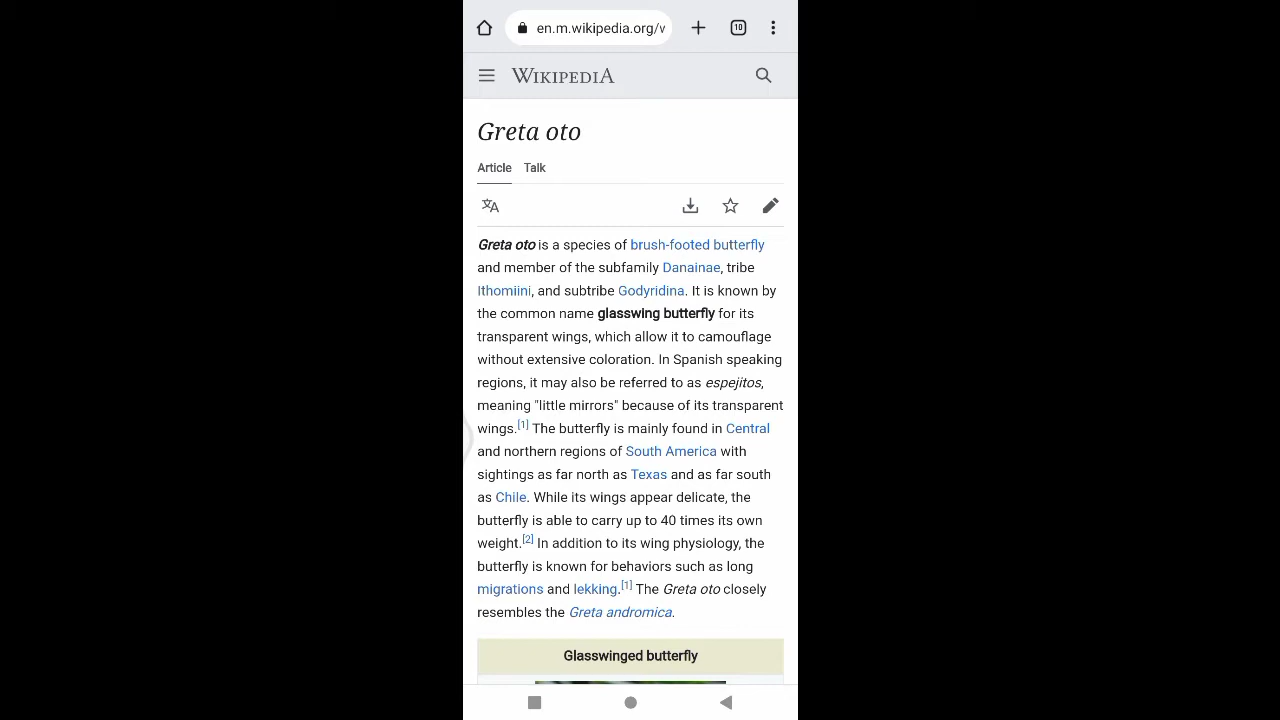 en.m.wikipedia.org/w
10
WIKIPEDIA
Greta oto
Article Talk
Greta oto is a species of brush-footed butterfly
and member of the subfamily Danainae, tribe
Ithomiini, and subtribe Godyridina. It is known by
the common name glasswing butterfly for its
transparent wings, which allow it to camouflage
without extensive coloration. In Spanish speaking
regions, it may also be referred to as espejitos,
meaning "little mirrors" because of its transparent
wings.[1] The butterfly is mainly found in Central
and northern regions of South America with
sightings as far north as Texas and as far south
as Chile. While its wings appear delicate, the
butterfly is able to carry up to 40 times its own
weight.[2] In addition to its wing physiology, the
butterfly is known for behaviors such as long
migrations and lekking.[1] The Greta oto closely
resembles the Greta andromica.
Glasswinged butterfly